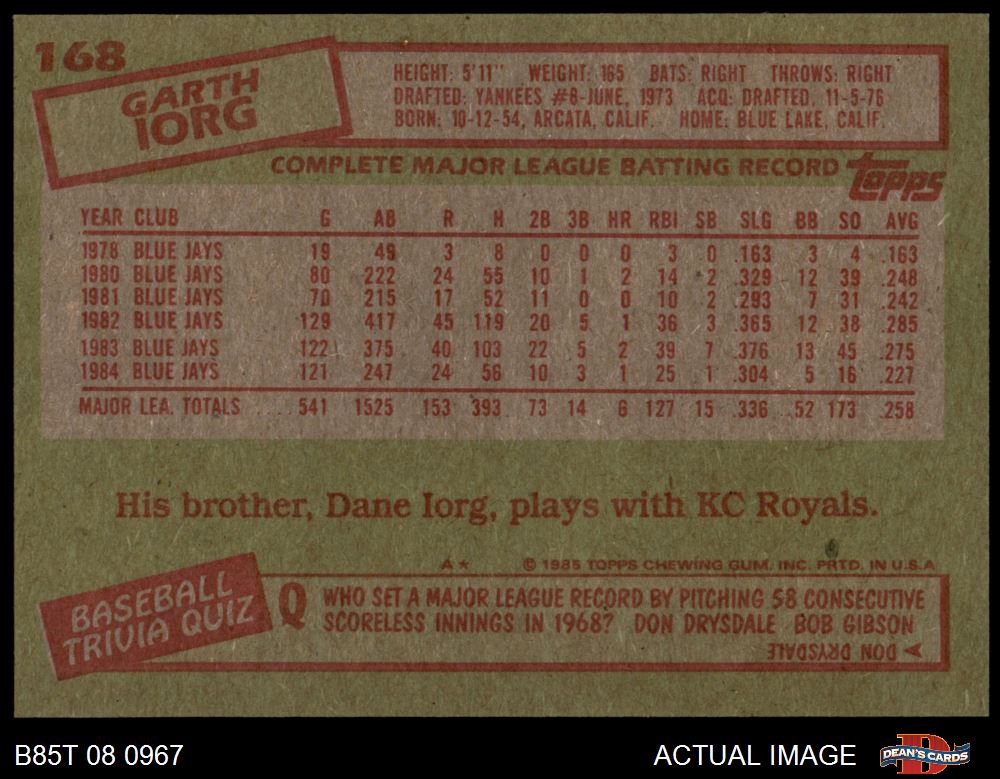 168
GARTH
IORG
HEIGHT: 5'11" WEIGHT: 165 BATS: RIGHT THROWS: RIGHT
DRAFTED: YANKEES #8-JUNE, 1973 ACQ: DRAFTED, 11-5-76
BORN: 10-12-54, ARCATA, CALIF. HOME: BLUE LAKE, CALIF.
COMPLETE MAJOR LEAGUE BATTING RECORD
topps
YEAR CLUB G AB R H 2B 3B HR RBI SB SLG BB SO AVG
1978 BLUE JAYS 19 49 3 8 0 0 0 3 0 .163 3 4 .163
1980 BLUE JAYS 80 222 24 55 10 1 2 14 2 .329 12 39 .248
1981 BLUE JAYS 70 215 17 52 11 0 0 10 2 .293 7 31 .242
1982 BLUE JAYS 129 417 45 119 20 5 1 36 3 .365 12 38 .285
1983 BLUE JAYS 122 375 40 103 22 5 2 39 7 .376 13 45 .275
1984 BLUE JAYS 121 247 24 56 10 3 1 25 1 .304 5 16 .227
MAJOR LEA. TOTALS 541 1525 153 393 73 14 6 127 15 .336 52 173 .258
His brother, Dane Iorg, plays with KC Royals.
A* © 1985 TOPPS CHEWING GUM, INC. PRTD. IN U.S.A
BASEBALL
TRIVIA QUIZ
Q WHO SET A MAJOR LEAGUE RECORD BY PITCHING 58 CONSECUTIVE
SCORELESS INNINGS IN 1968? DON DRYSDALE BOB GIBSON
DON DRYSDALE
B85T 08 0967
ACTUAL IMAGE
DEAN'S CARDS